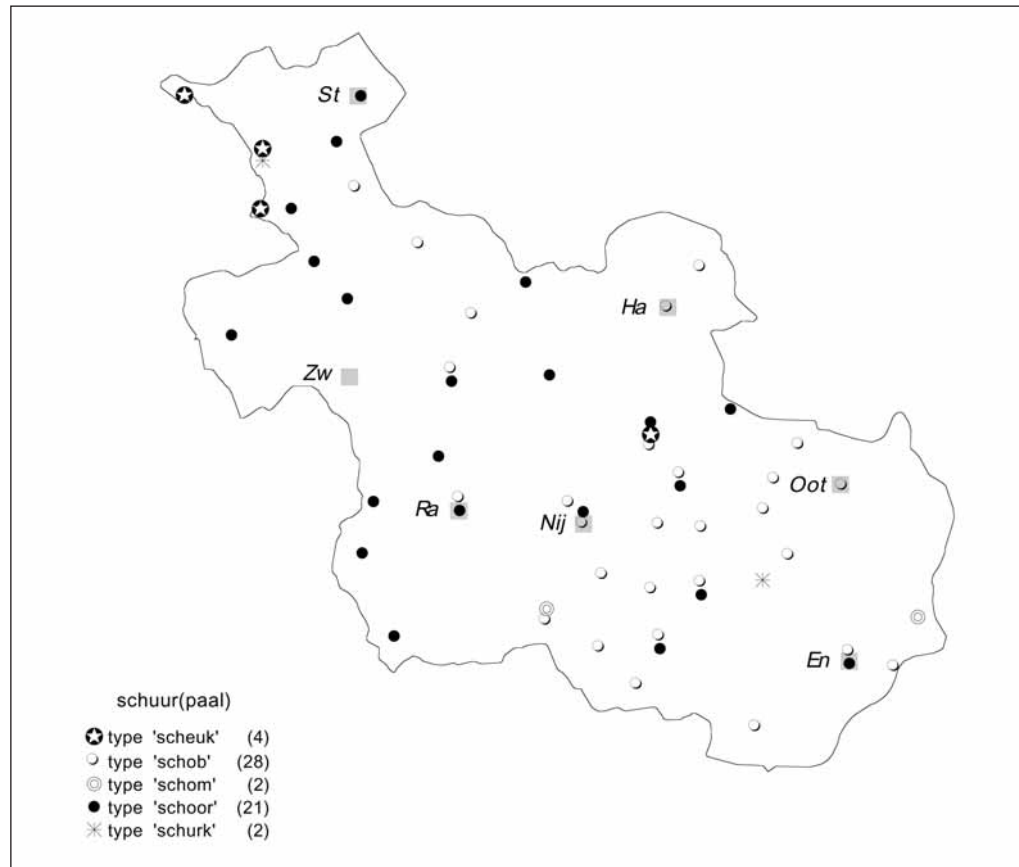 St
Ha
Zw
Oot
Ra
Nij
En
schuur(paal)
type 'scheuk' (4)
type 'schob' (28)
type 'schom' (2)
type 'schoor' (21)
type 'schurk' (2)